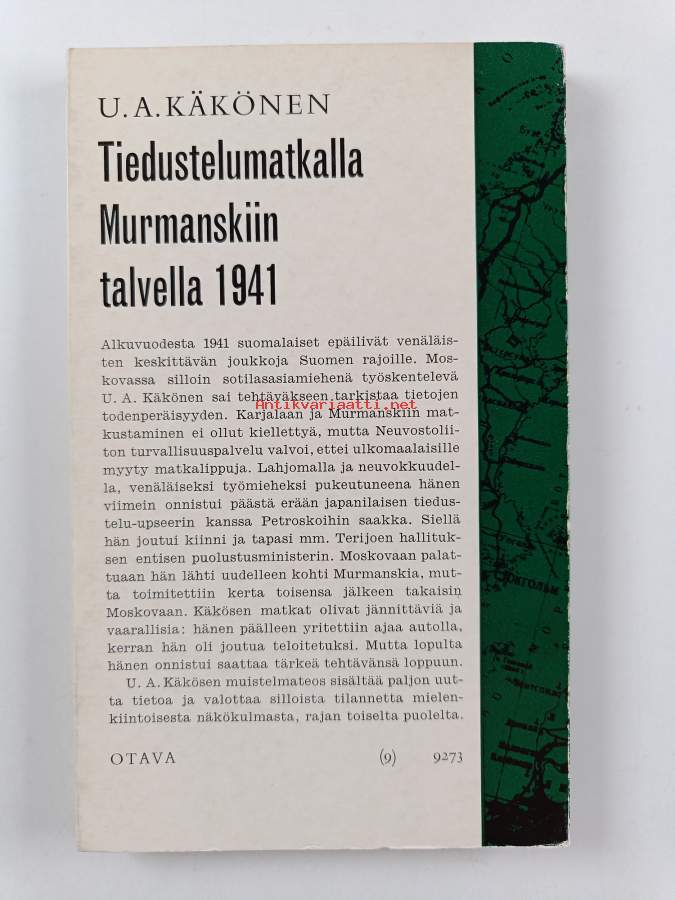 U. A. KÄKÖNEN
Tiedustelumatkalla
Murmanskiin
talvella 1941
Alkuvuodesta 1941 suomalaiset epäilivät venäläis-
ten keskittävän joukkoja Suomen rajoille. Mos-
kovassa silloin sotilasasiamiehenä työskentelevä
U. A. Käkönen sai tehtäväkseen tarkistaa tietojen
Antikvariaatti.net
todenperäisyyden. Karjalaan ja Murmanskiin mat-
kustaminen ei ollut kiellettyä, mutta Neuvostolii-
ton turvallisuuspalvelu valvoi, ettei ulkomaalaisille
myyty matkalippuja. Lahjomalla ja neuvokkuudel-
la, venäläiseksi työmieheksi pukeutuneena hänen
viimein onnistui päästä erään japanilaisen tiedus-
telu-upseerin kanssa Petroskoihin saakka. Siellä
hän joutui kiinni ja tapasi mm. Terijoen hallituk-
sen entisen puolustusministerin. Moskovaan palat-
tuaan hän lähti uudelleen kohti Murmanskia, mut-
ta toimitettiin kerta toisensa jälkeen takaisin
Moskovaan. Käkösen matkat olivat jännittäviä ja
vaarallisia: hänen päälleen yritettiin ajaa autolla,
kerran hän oli joutua teloitetuksi. Mutta lopulta
hänen onnistui saattaa tärkeä tehtävänsä loppuun.
U. A. Käkösen muistelmateos sisältää paljon uut-
ta tietoa ja valottaa silloista tilannetta mielen-
kiintoisesta näkökulmasta, rajan toiselta puolelta.
OTAVA (9) 9273